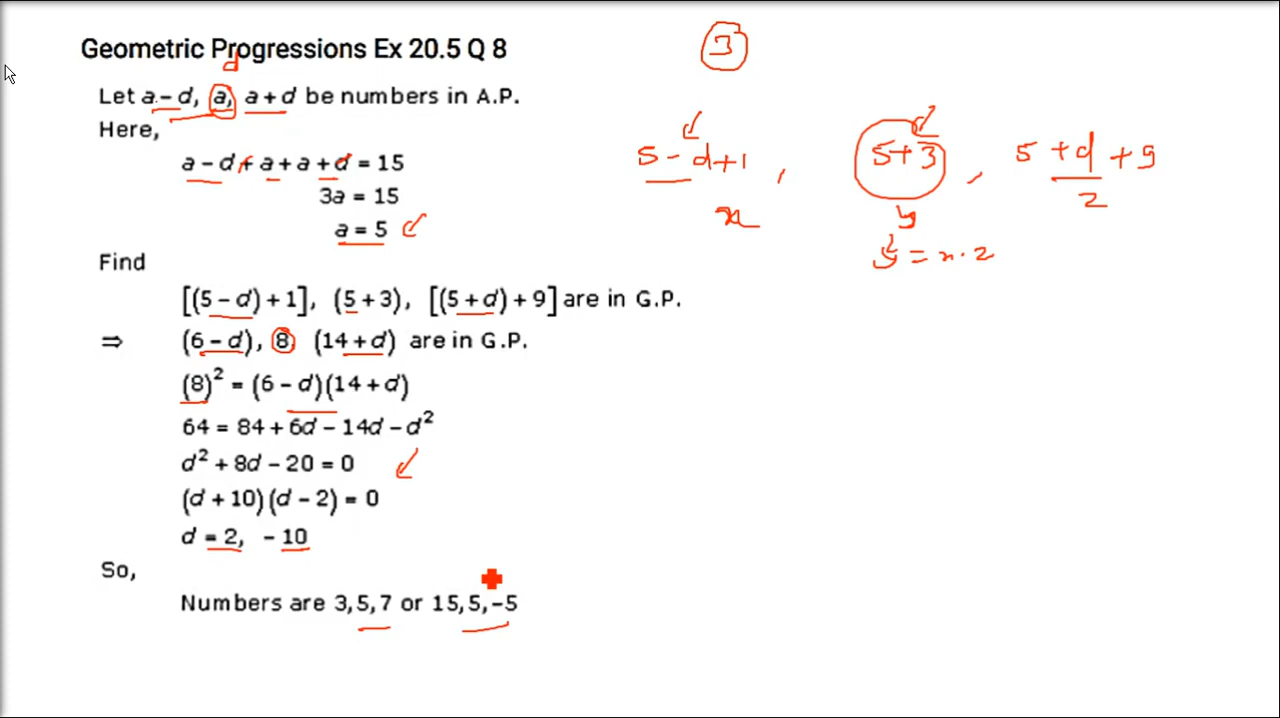 Geometric Progressions Ex 20.5 Q 8
3
d
Let a - d, a, a + d be numbers in A.P.
Here,
a - d + a + a + d = 15
3a = 15
a = 5
5 - d + 1 , 5 + 3 , 5 + d + 9
x y z
y² = x · z
Find
[(5 - d) + 1], (5 + 3), [(5 + d) + 9] are in G.P.
⇒ (6 - d), 8, (14 + d) are in G.P.
(8)² = (6 - d)(14 + d)
64 = 84 + 6d - 14d - d²
d² + 8d - 20 = 0
(d + 10)(d - 2) = 0
d = 2, - 10
So,
Numbers are 3, 5, 7 or 15, 5, -5